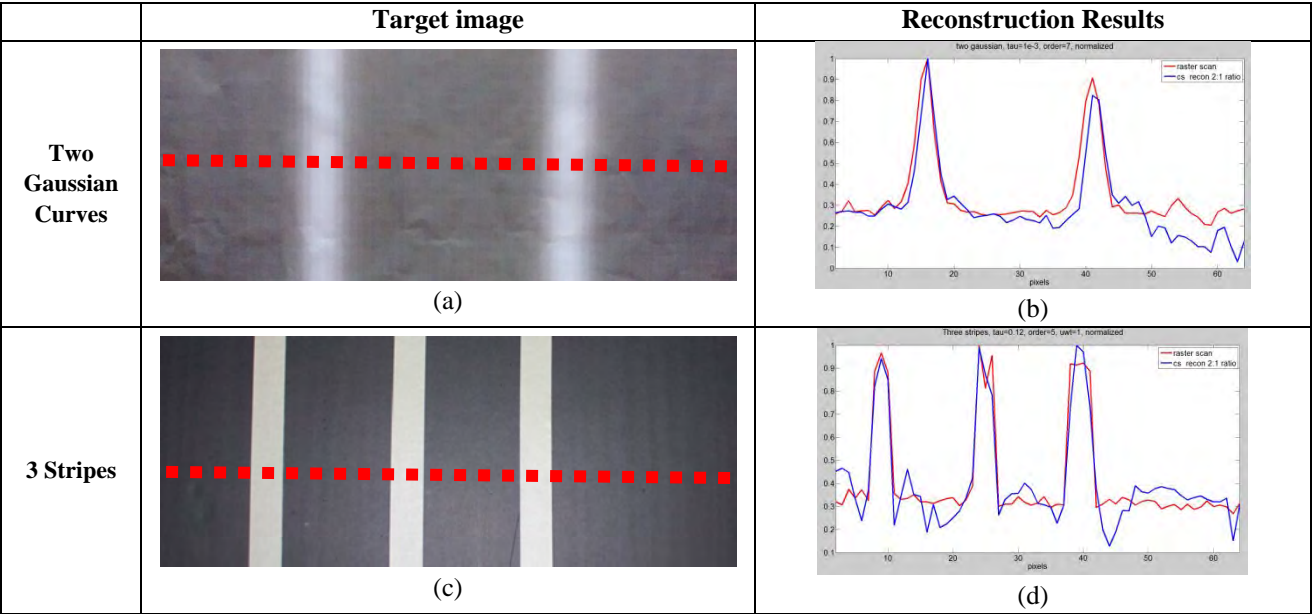 Target image
Reconstruction Results
Two
Gaussian
Curves
(a)
two gaussian, tau=1e-3, order=7, normalized
raster scan
cs recon 2:1 ratio
1
0.9
0.8
0.7
0.6
0.5
0.4
0.3
0.2
0.1
0
10
20
30
40
50
60
pixels
(b)
3 Stripes
(c)
Three stripes, tau=0.12, order=5, uwt=1, normalized
raster scan
cs recon 2:1 ratio
1
0.9
0.8
0.7
0.6
0.5
0.4
0.3
0.2
0.1
10
20
30
40
50
60
pixels
(d)